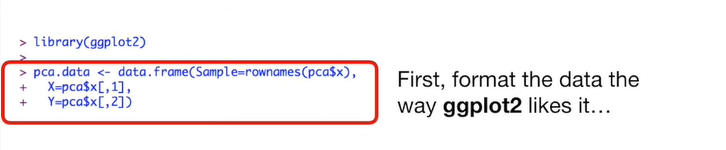 > library(ggplot2)
>
> pca.data <- data.frame(Sample=rownames(pca$x),
+   X=pca$x[,1],
+   Y=pca$x[,2])
First, format the data the
way ggplot2 likes it…